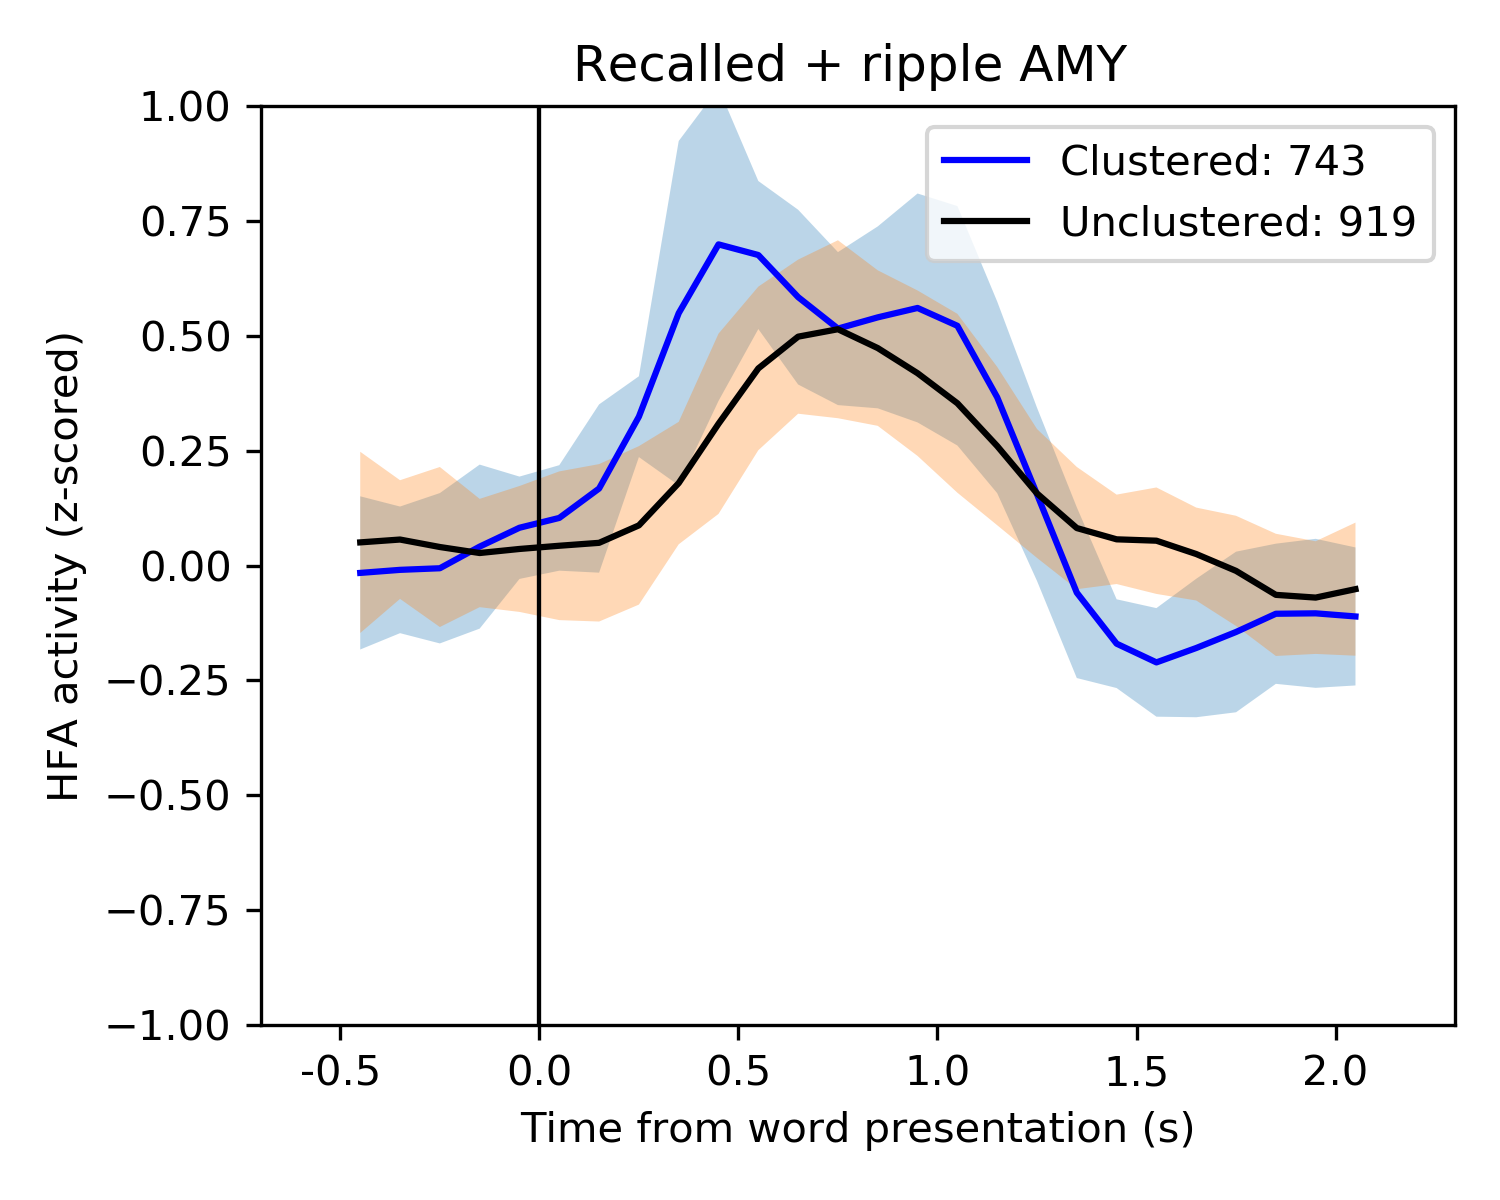 Recalled + ripple AMY
Clustered: 743
Unclustered: 919
HFA activity (z-scored)
1.00
0.75
0.50
0.25
0.00
−0.25
−0.50
−0.75
−1.00
-0.5 0.0 0.5 1.0 1.5 2.0
Time from word presentation (s)